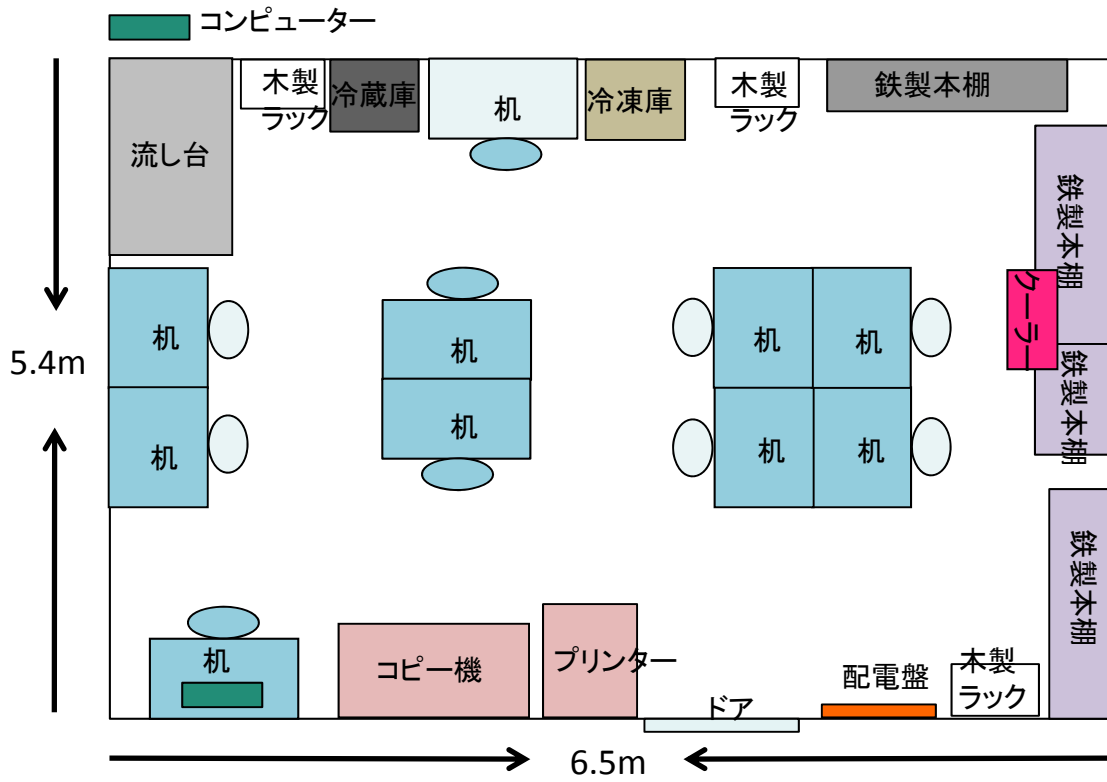 コンピューター
木製
ラック
冷蔵庫
机
冷凍庫
木製
ラック
鉄製本棚
流し台
鉄製本棚
クーラー
机
机
机
机
5.4m
鉄製本棚
机
机
机
机
鉄製本棚
机
コピー機
プリンター
ドア
配電盤
木製
ラック
6.5m